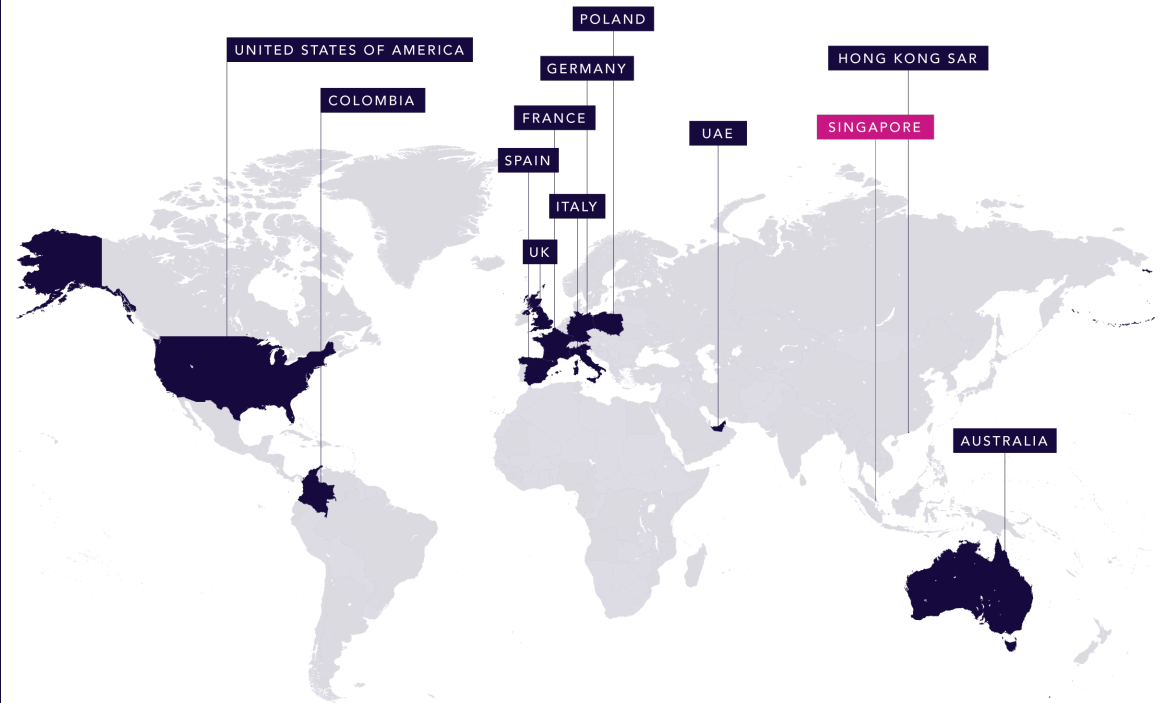 POLAND
UNITED STATES OF AMERICA
HONG KONG SAR
GERMANY
COLOMBIA
FRANCE
SINGAPORE
UAE
SPAIN
ITALY
UK
AUSTRALIA